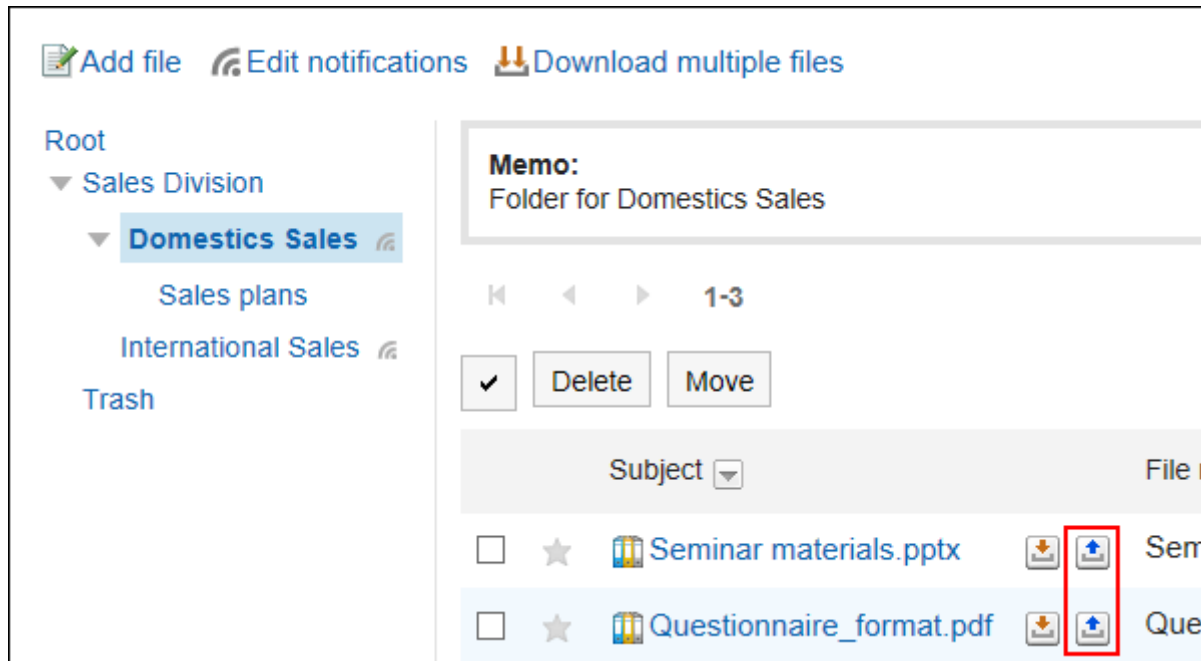 Add file Edit notifications Download multiple files
Root
Sales Division
Domestics Sales
Sales plans
International Sales
Trash
Memo:
Folder for Domestics Sales
1-3
Delete Move
Subject File
Seminar materials.pptx Sem
Questionnaire_format.pdf Que